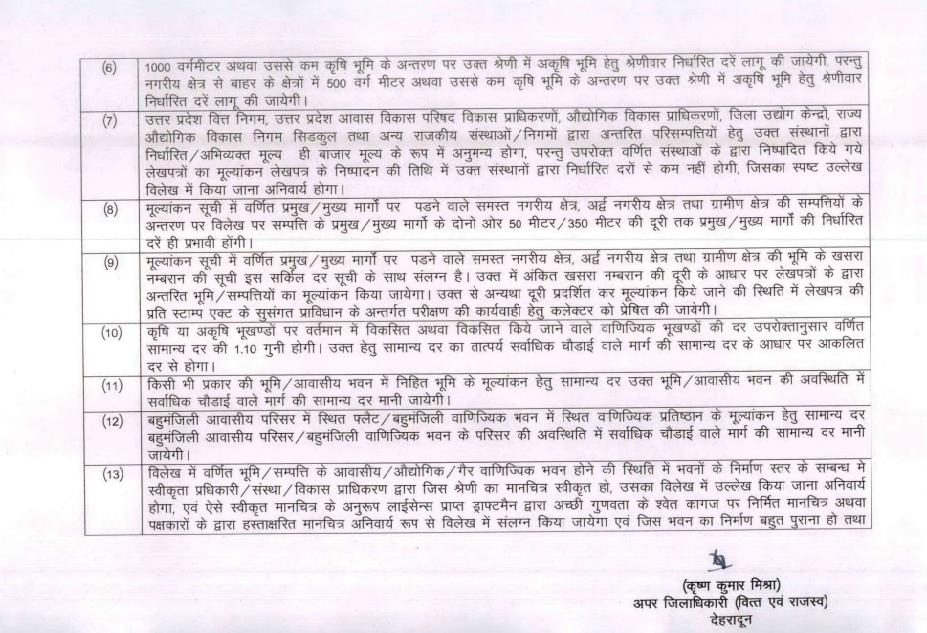 (6) 1000 वर्गमीटर अथवा उससे कम कृषि भूमि के अन्तरण पर उक्त श्रेणी में अकृषि भूमि हेतु श्रेणीवार निर्धारित दरें लागू की जायेगी, परन्तु
नगरीय क्षेत्र से बाहर के क्षेत्रों में 500 वर्ग मीटर अथवा उससे कम कृषि भूमि के अन्तरण पर उक्त श्रेणी में अकृषि भूमि हेतु श्रेणीवार
निर्धारित दरें लागू की जायेगी।
(7) उत्तर प्रदेश वित्त निगम, उत्तर प्रदेश आवास विकास परिषद विकास प्राधिकरणों, औद्योगिक विकास प्राधिकरणों, जिला उद्योग केन्द्रो, राज्य
औद्योगिक विकास निगम सिडकुल तथा अन्य राजकीय संस्थाओं/निगमों द्वारा अन्तरित परिसम्पत्तियों हेतु उक्त संस्थानों द्वारा
निर्धारित/अभिव्यक्त मूल्य ही बाजार मूल्य के रूप में अनुमन्य होगा, परन्तु उपरोक्त वर्णित संस्थाओं के द्वारा निष्पादित किये गये
लेखपत्रों का मूल्यांकन लेखपत्र के निष्पादन की तिथि में उक्त संस्थानों द्वारा निर्धारित दरों से कम नहीं होगी, जिसका स्पष्ट उल्लेख
विलेख में किया जाना अनिवार्य होगा।
(8) मूल्यांकन सूची में वर्णित प्रमुख/मुख्य मार्गो पर पडने वाले समस्त नगरीय क्षेत्र, अर्द्ध नगरीय क्षेत्र तथा ग्रामीण क्षेत्र की सम्पत्तियों के
अन्तरण पर विलेख पर सम्पत्ति के प्रमुख/मुख्य मार्गो के दोनो ओर 50 मीटर/350 मीटर की दूरी तक प्रमुख/मुख्य मार्गों की निर्धारित
दरें ही प्रभावी होंगी।
(9) मूल्यांकन सूची में वर्णित प्रमुख/मुख्य मार्गो पर पडने वाले समस्त नगरीय क्षेत्र, अर्द्व नगरीय क्षेत्र तथा ग्रामीण क्षेत्र की भूमि के खसरा
नम्बरान की सूची इस सर्किल दर सूची के साथ संलग्न है। उक्त में अंकित खसरा नम्बरान की दूरी के आधार पर लेखपत्रों के द्वारा
अन्तरित भूमि/सम्पत्तियों का मूल्यांकन किया जायेगा। उक्त से अन्यथा दूरी प्रदर्शित कर मूल्यांकन किये जाने की स्थिति में लेखपत्र की
प्रति स्टाम्प एक्ट के सुसंगत प्राविधान के अन्तर्गत परीक्षण की कार्यवाही हेतु कलेक्टर को प्रेषित की जायेगी।
(10) कृषि या अकृषि भूखण्डों पर वर्तमान में विकसित अथवा विकसित किये जाने वाले वाणिज्यिक भूखण्डों की दर उपरोक्तानुसार वर्णित
सामान्य दर की 1.10 गुनी होगी। उक्त हेतु सामान्य दर का तात्पर्य सर्वाधिक चौडाई वाले मार्ग की सामान्य दर के आधार पर आकलित
दर से होगा।
(11) किसी भी प्रकार की भूमि/आवासीय भवन में निहित भूमि के मूल्यांकन हेतु सामान्य दर उक्त भूमि/आवासीय भवन की अवस्थिति में
सर्वाधिक चौडाई वाले मार्ग की सामान्य दर मानी जायेगी।
(12) बहुमंजिली आवासीय परिसर में स्थित फ्लैट/बहुमंजिली वाणिज्यिक भवन में स्थित वणिज्यिक प्रतिष्ठान के मूल्यांकन हेतु सामान्य दर
बहुमंजिली आवासीय परिसर/बहुमंजिली वाणिज्यिक भवन के परिसर की अवस्थिति में सर्वाधिक चौडाई वाले मार्ग की सामान्य दर मानी
जायेगी।
(13) विलेख में वर्णित भूमि/सम्पत्ति के आवासीय/औद्योगिक/गैर वाणिज्यिक भवन होने की स्थिति में भवनों के निर्माण स्तर के सम्बन्ध मे
स्वीकृता प्रधिकारी/संस्था/विकास प्राधिकरण द्वारा जिस श्रेणी का मानचित्र स्वीकृत हो, उसका विलेख में उल्लेख किया जाना अनिवार्य
होगा, एवं ऐसे स्वीकृत मानचित्र के अनुरूप लाईसेन्स प्राप्त ड्राफ्टमैन द्वारा अच्छी गुणवता के श्वेत कागज पर निर्मित मानचित्र अथवा
पक्षकारों के द्वारा हस्ताक्षरित मानचित्र अनिवार्य रूप से विलेख में संलग्न किया जायेगा एवं जिस भवन का निर्माण बहुत पुराना हो तथा
(कृष्ण कुमार मिश्रा)
अपर जिलाधिकारी (वित्त एवं राजस्व)
देहरादून